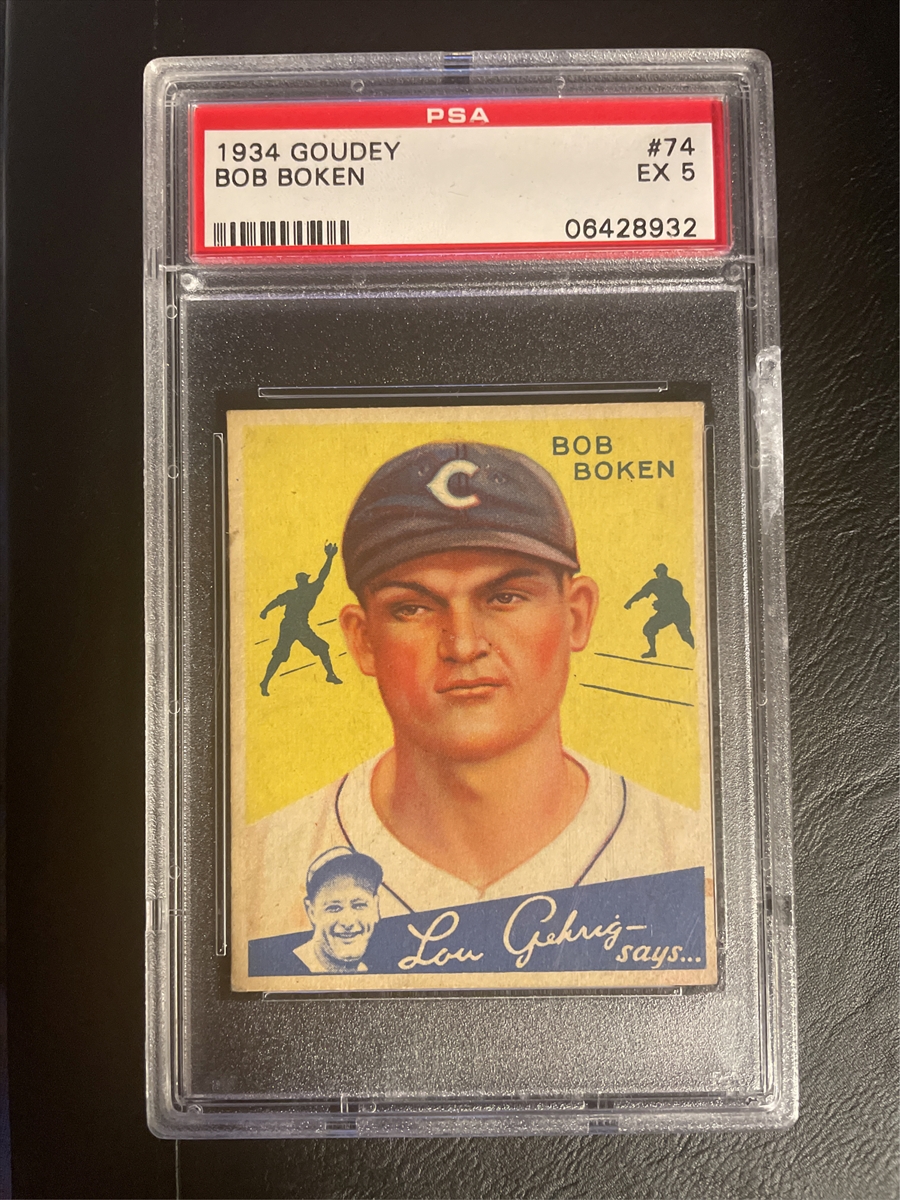 PSA
1934 GOUDEY #74
BOB BOKEN EX 5
06428932
BOB
BOKEN
C
Lou Gehrig-
says...